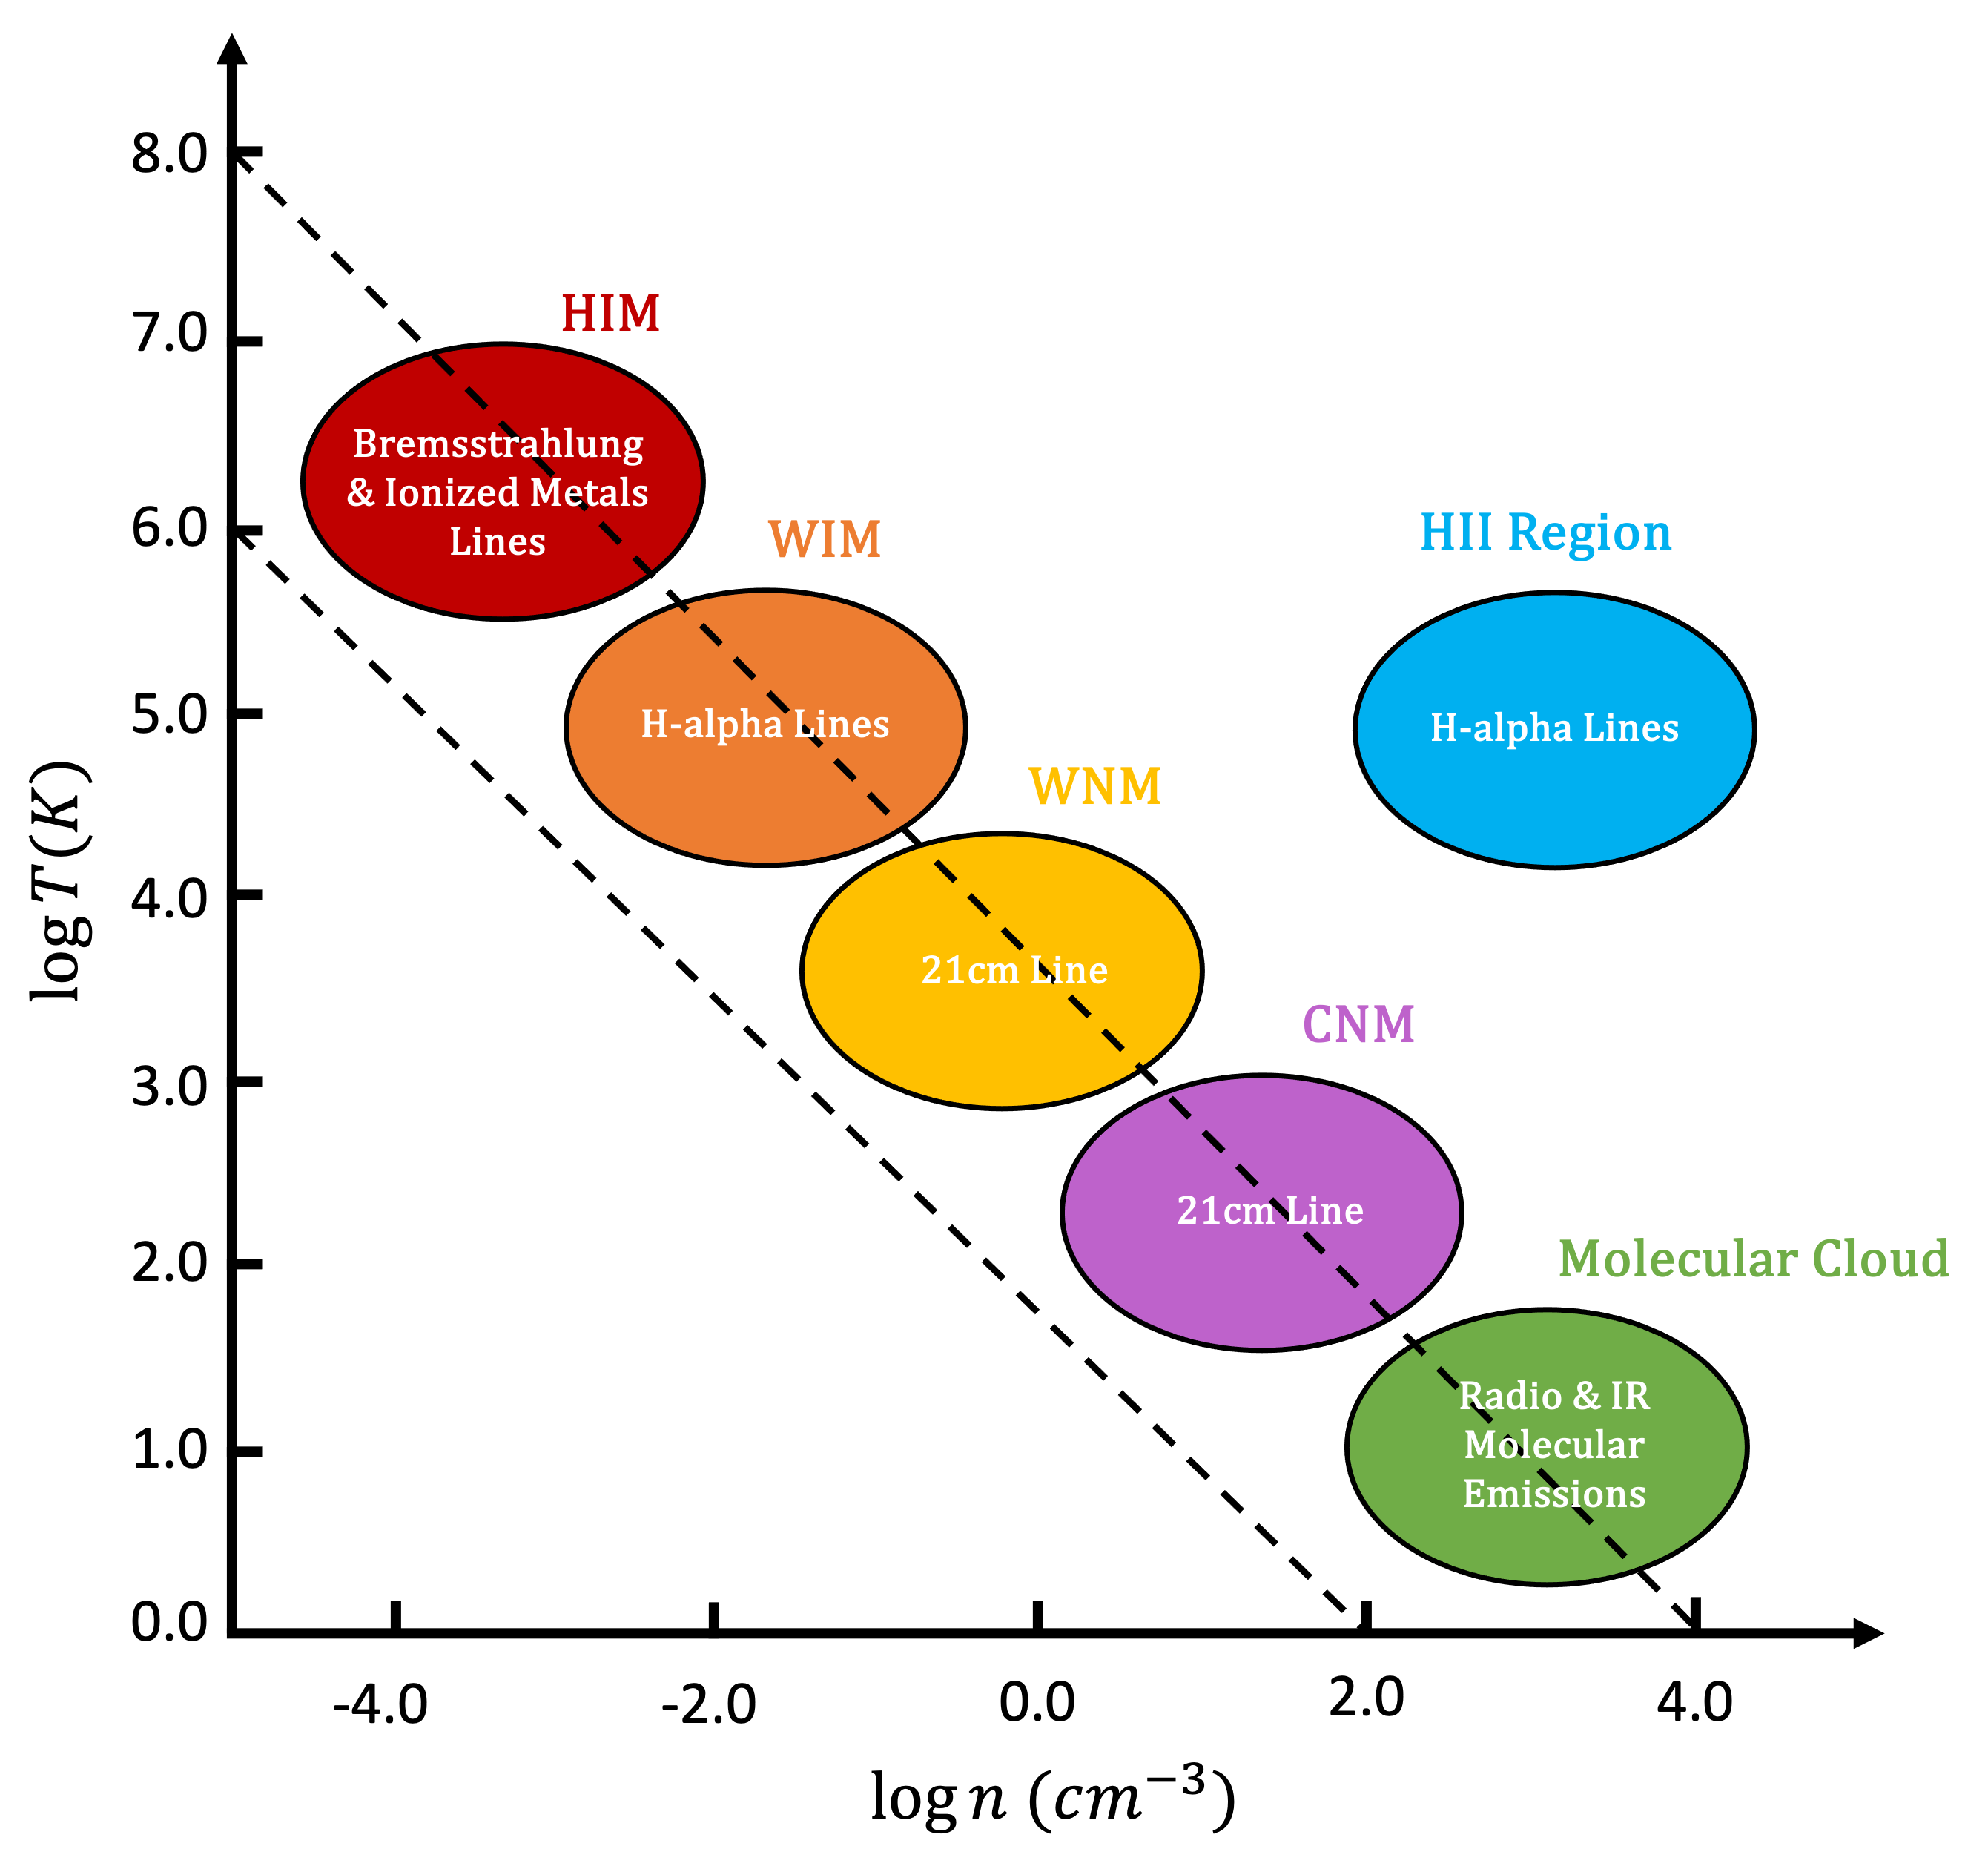 8.0
7.0
6.0
5.0
4.0
3.0
2.0
1.0
0.0
log T (K)
HIM
Bremsstrahlung
& Ionized Metals
Lines
WIM
H-alpha Lines
HII Region
H-alpha Lines
WNM
21cm Line
CNM
21cm Line
Molecular Cloud
Radio & IR
Molecular
Emissions
-4.0 -2.0 0.0 2.0 4.0
log n (cm⁻³)